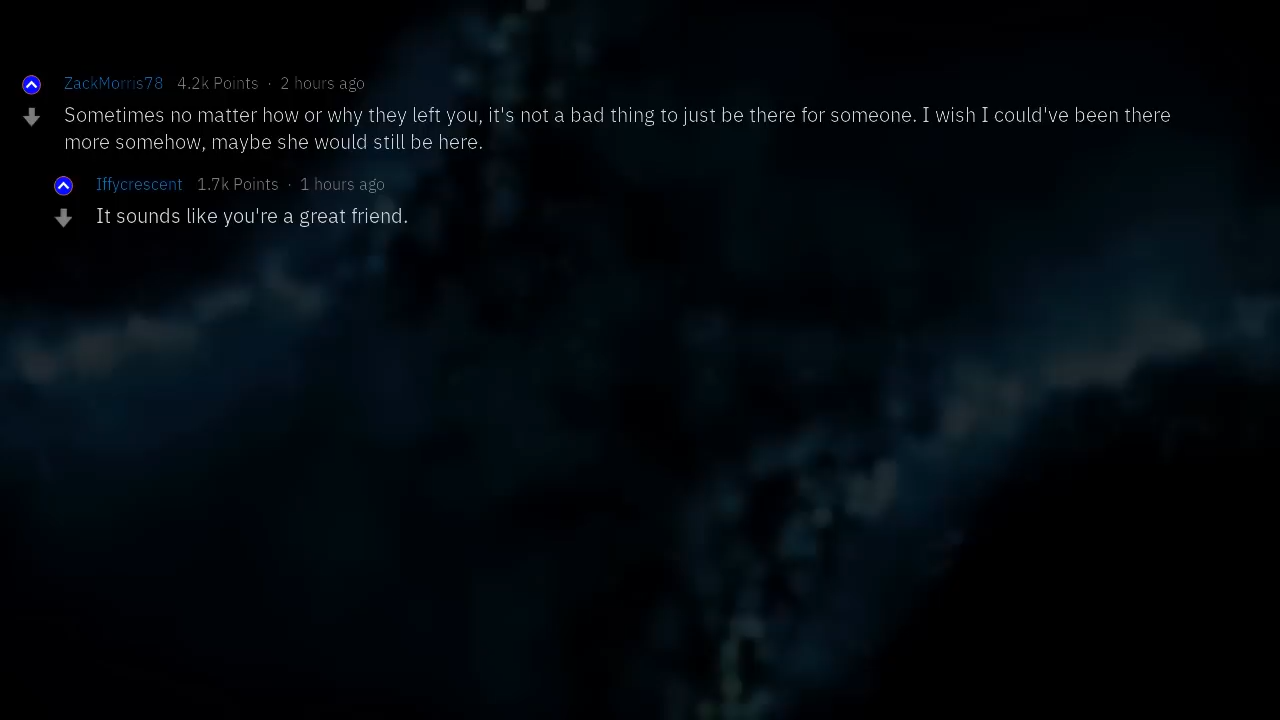 ZackMorris78 4.2k Points · 2 hours ago
Sometimes no matter how or why they left you, it's not a bad thing to just be there for someone. I wish I could've been there
more somehow, maybe she would still be here.
Iffycrescent 1.7k Points · 1 hours ago
It sounds like you're a great friend.